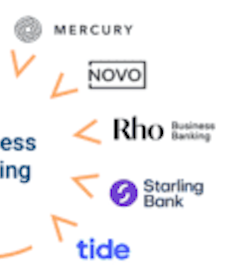 MERCURY
NOVO
Rho Business
Banking
ess
ing
Starling
Bank
tide